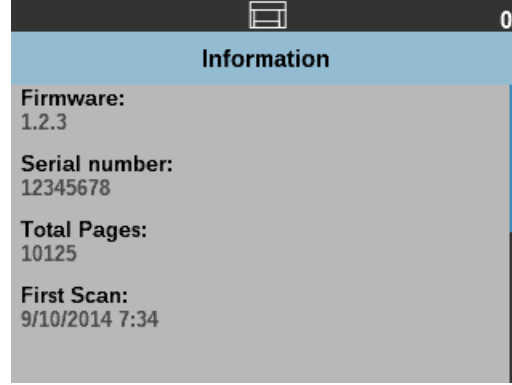 0
Information
Firmware:
1.2.3
Serial number:
12345678
Total Pages:
10125
First Scan:
9/10/2014 7:34